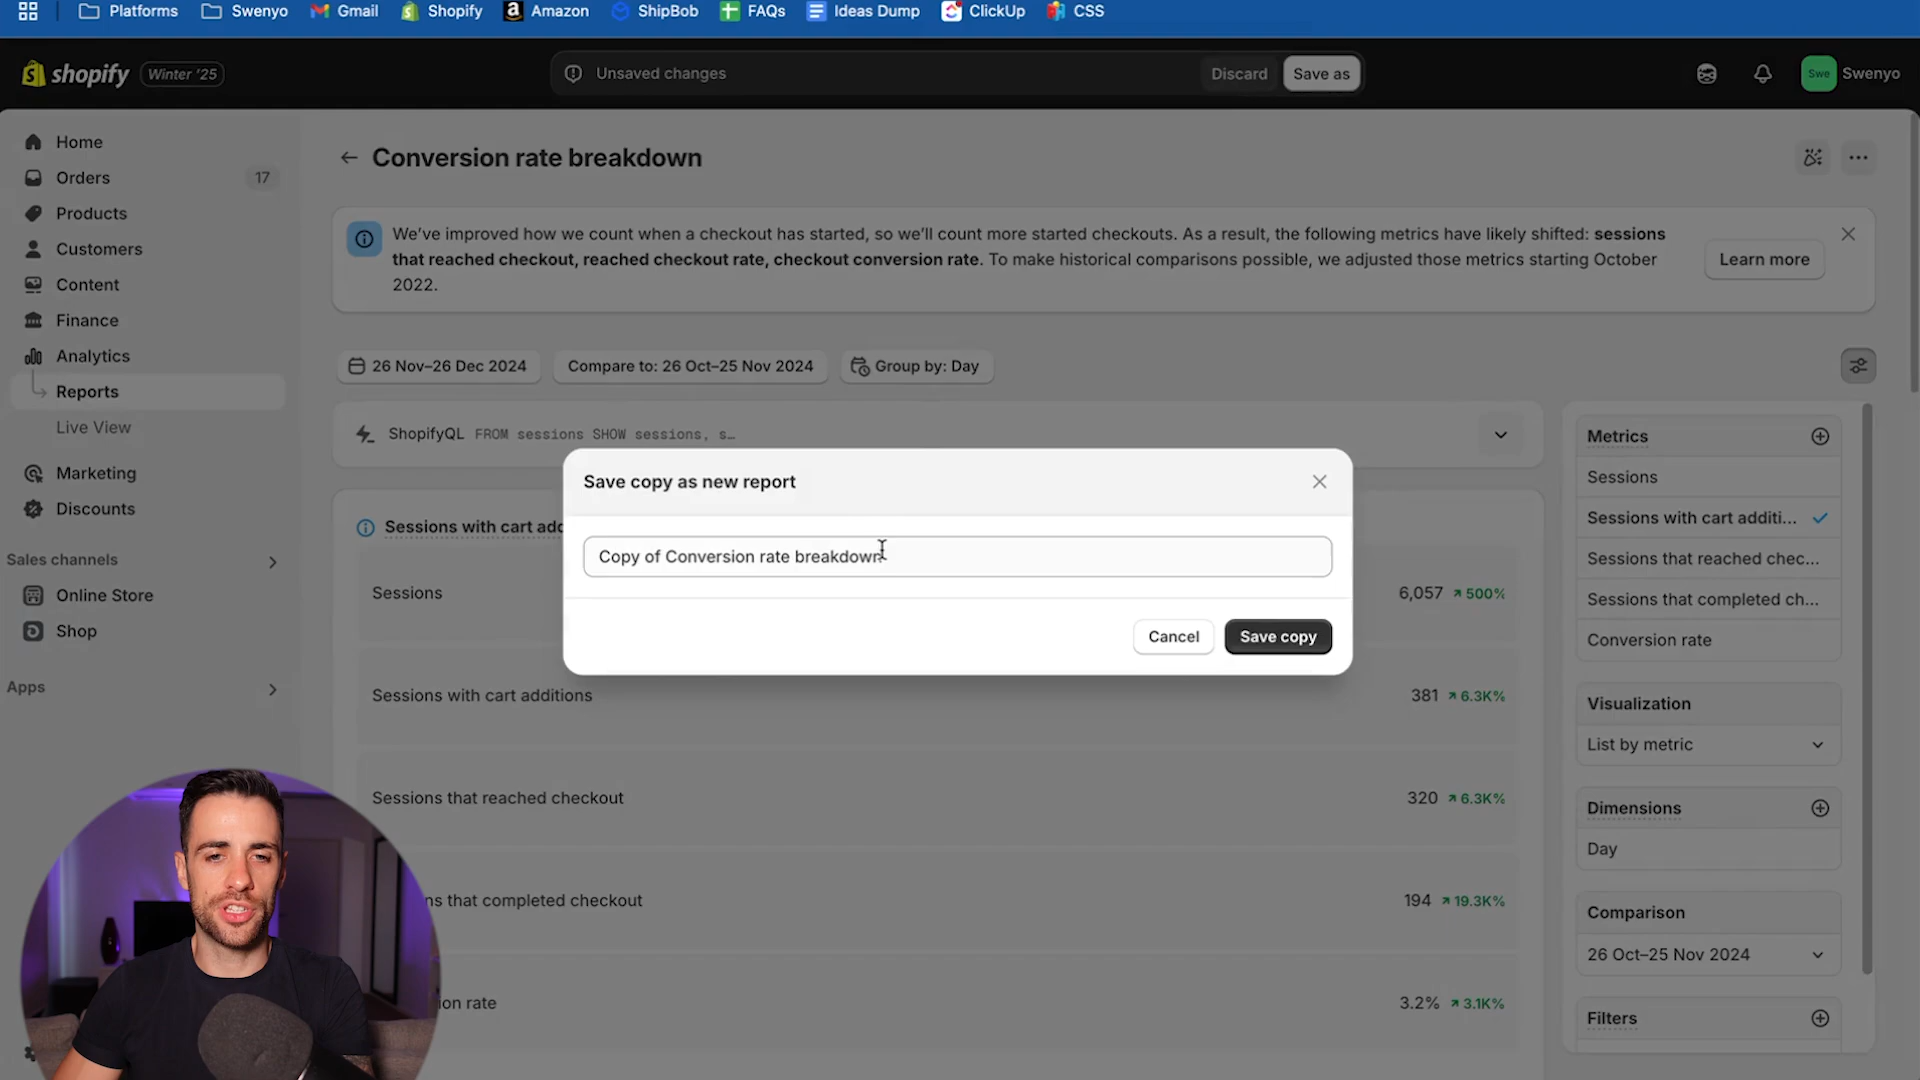 Platforms
Swenyo
Gmail
Shopify
Amazon
ShipBob
FAQs
Ideas Dump
ClickUp
CSS
shopify
Winter '25
Unsaved changes
Discard
Save as
Swe
Swenyo
Home
Orders
17
Products
Customers
Content
Finance
Analytics
Reports
Live View
Marketing
Discounts
Sales channels
Online Store
Shop
Apps
Conversion rate breakdown
We've improved how we count when a checkout has started, so we'll count more started checkouts. As a result, the following metrics have likely shifted: sessions
that reached checkout, reached checkout rate, checkout conversion rate. To make historical comparisons possible, we adjusted those metrics starting October
2022.
Learn more
26 Nov–26 Dec 2024
Compare to: 26 Oct–25 Nov 2024
Group by: Day
ShopifyQL FROM sessions SHOW sessions, s…
Sessions with cart add
Save copy as new report
Copy of Conversion rate breakdown
Cancel
Save copy
Sessions
6,057 500%
Sessions with cart additions
381 6.3K%
Sessions that reached checkout
320 6.3K%
ns that completed checkout
194 19.3K%
ion rate
3.2% 3.1K%
Metrics
Sessions
Sessions with cart additi...
Sessions that reached chec...
Sessions that completed ch...
Conversion rate
Visualization
List by metric
Dimensions
Day
Comparison
26 Oct–25 Nov 2024
Filters